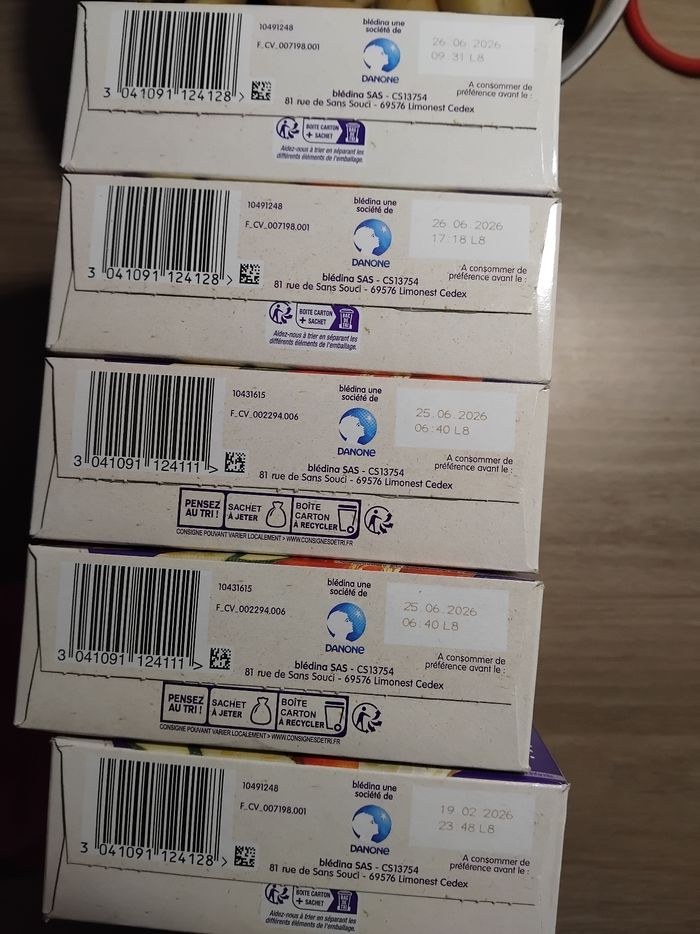 10491248
F_CV_007198.001
blédina une
société de
DANONE
26 06 2026
09:31 L8
3 041091 124128 >
A consommer de
préférence avant le :
blédina SAS - CS13754
81 rue de Sans Souci - 69576 Limonest Cedex
BOITE CARTON
+ SACHET
BAC
DE
TRI
Aidez-nous à trier en séparant les
différents éléments de l'emballage.
10491248
F_CV_007198.001
blédina une
société de
DANONE
26 06 2026
17:18 L8
3 041091 124128 >
A consommer de
préférence avant le :
blédina SAS - CS13754
81 rue de Sans Souci - 69576 Limonest Cedex
BOITE CARTON
+ SACHET
BAC
DE
TRI
Aidez-nous à trier en séparant les
différents éléments de l'emballage.
10431615
F_CV_002294.006
blédina une
société de
DANONE
25 06 2026
06:40 L8
3 041091 124111 >
A consommer de
préférence avant le :
blédina SAS - CS13754
81 rue de Sans Souci - 69576 Limonest Cedex
PENSEZ
AU TRI !
SACHET
À JETER
BOÎTE
CARTON
À RECYCLER
CONSIGNE POUVANT VARIER LOCALEMENT > WWW.CONSIGNESDETRI.FR
10431615
F_CV_002294.006
blédina une
société de
DANONE
25 06 2026
06:40 L8
3 041091 124111 >
A consommer de
préférence avant le :
blédina SAS - CS13754
81 rue de Sans Souci - 69576 Limonest Cedex
PENSEZ
AU TRI !
SACHET
À JETER
BOÎTE
CARTON
À RECYCLER
CONSIGNE POUVANT VARIER LOCALEMENT > WWW.CONSIGNESDETRI.FR
10491248
F_CV_007198.001
blédina une
société de
DANONE
19 02 2026
23 48 L8
3 041091 124128 >
A consommer de
préférence avant le :
blédina SAS - CS13754
81 rue de Sans Souci - 69576 Limonest Cedex
BOITE CARTON
+ SACHET
Aidez-nous à trier en séparant les
différents éléments de l'emballage.